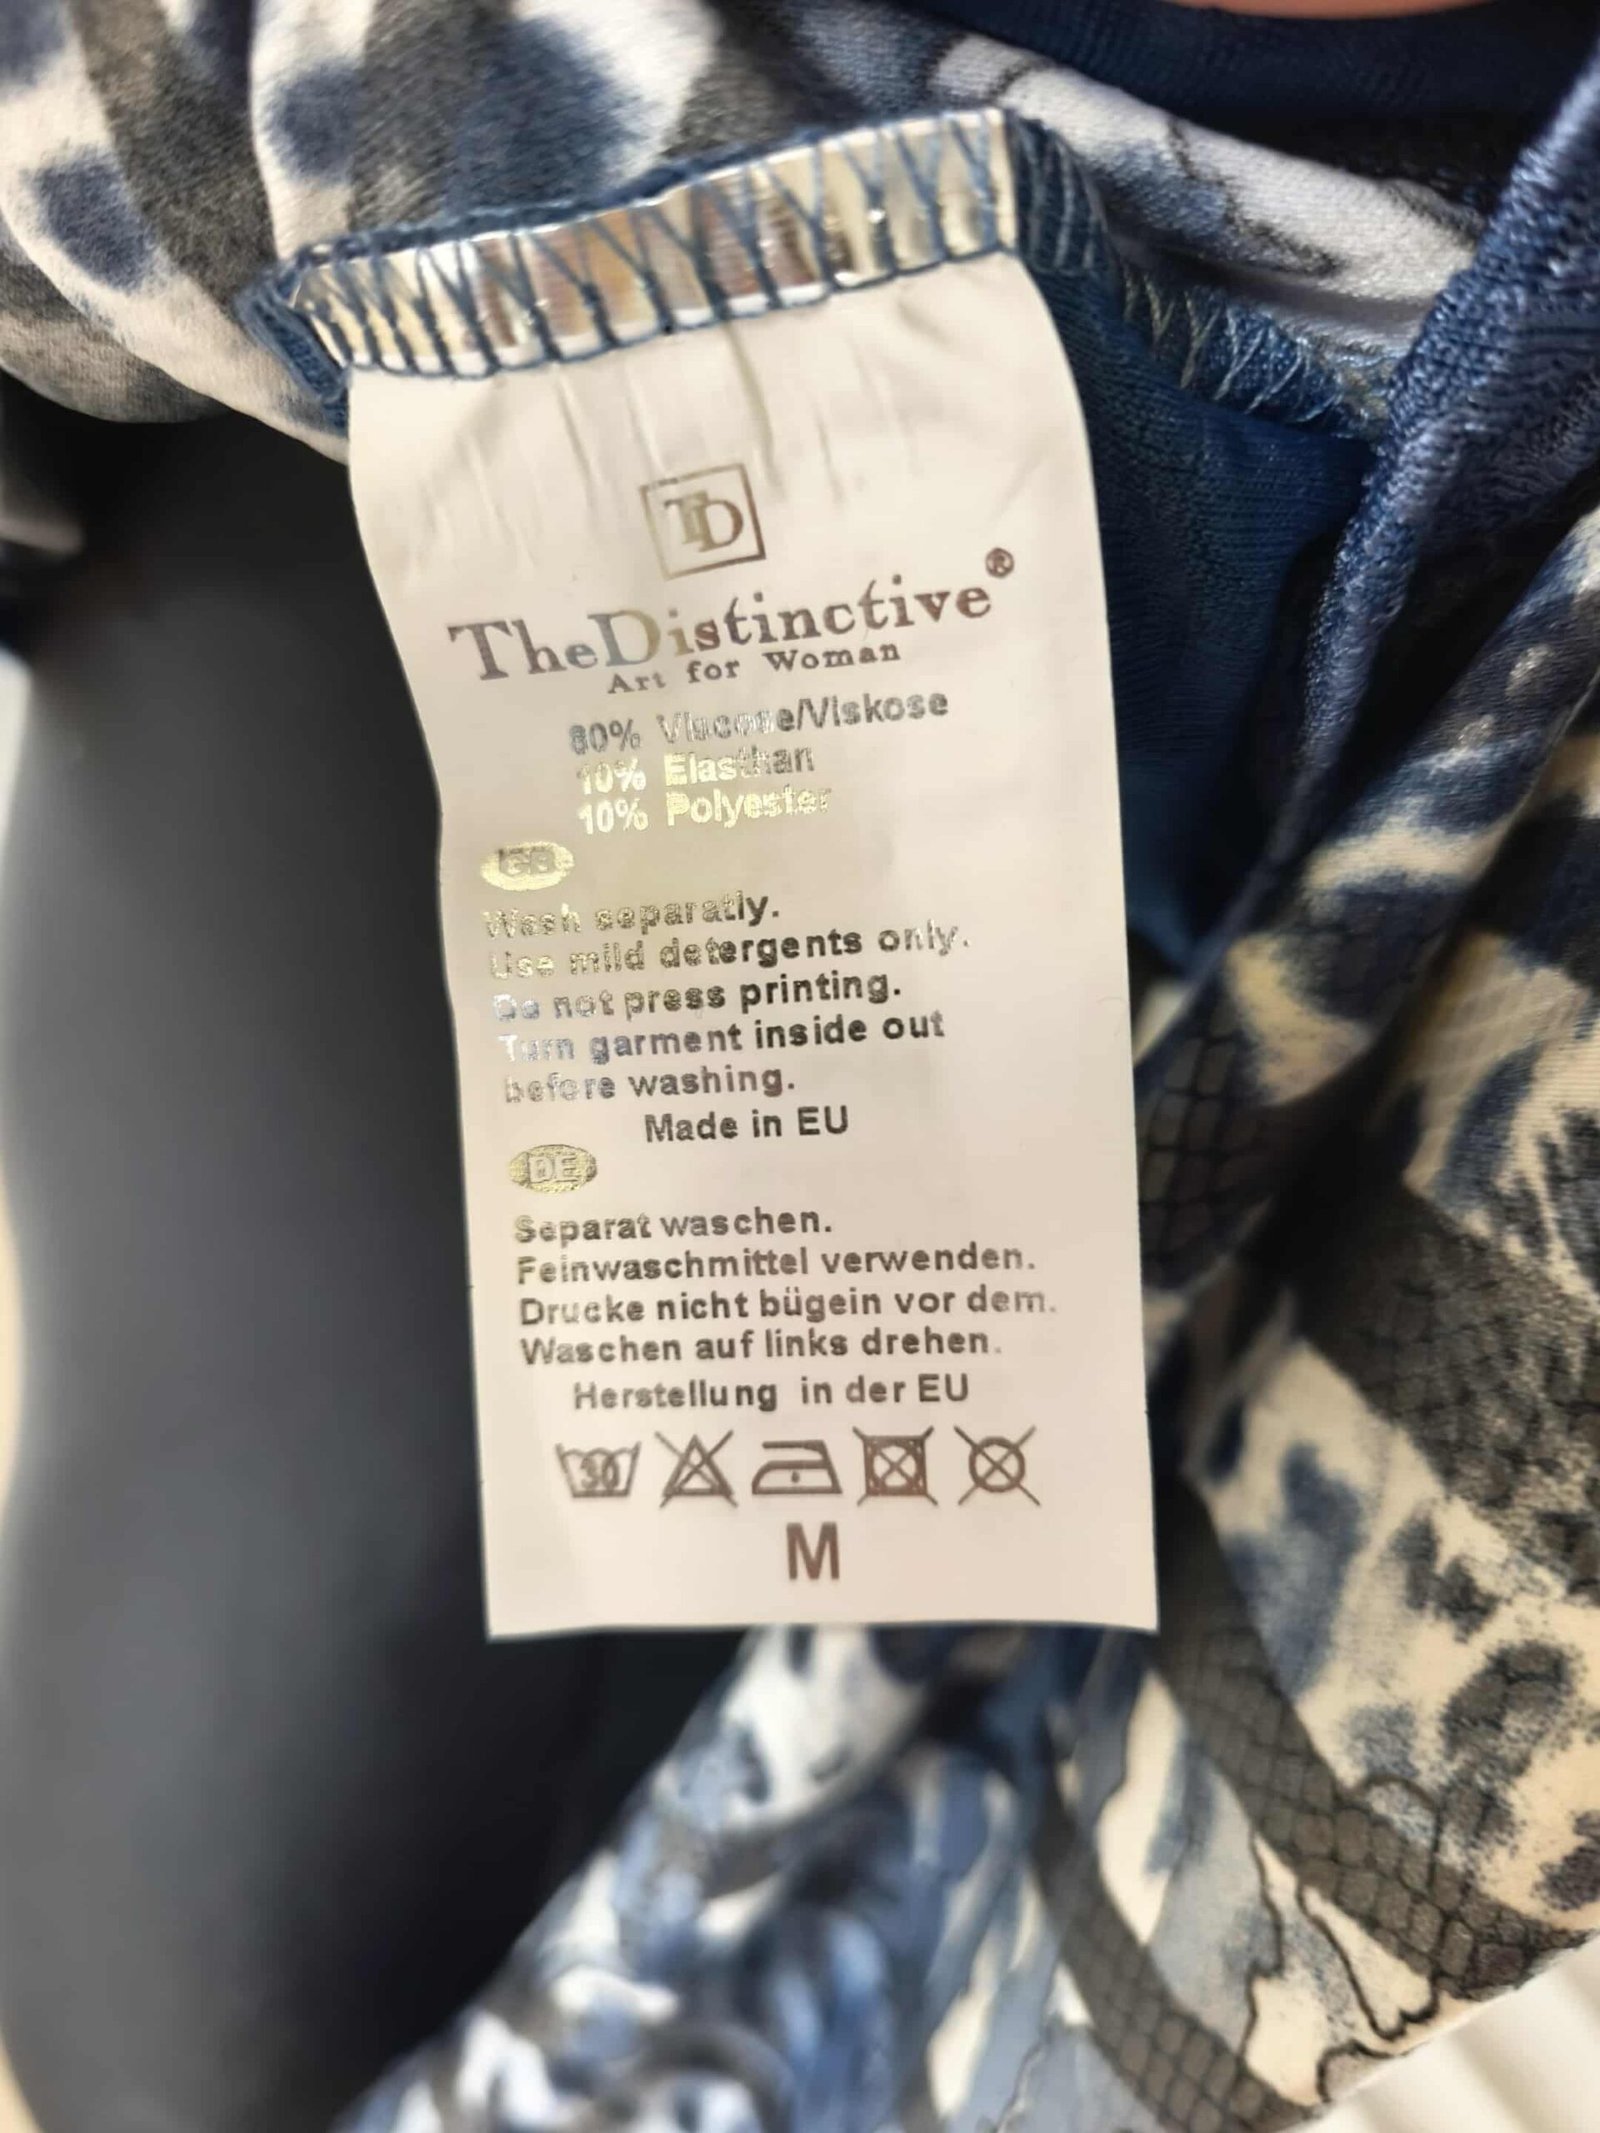 TD
TheDistinctive®
Art for Woman
80% Viscose/Viskose
10% Elasthan
10% Polyester
GB
Wash separatly.
Use mild detergents only.
Do not press printing.
Turn garment inside out
before washing.
Made in EU
DE
Separat waschen.
Feinwaschmittel verwenden.
Drucke nicht bügein vor dem.
Waschen auf links drehen.
Herstellung in der EU
30
M